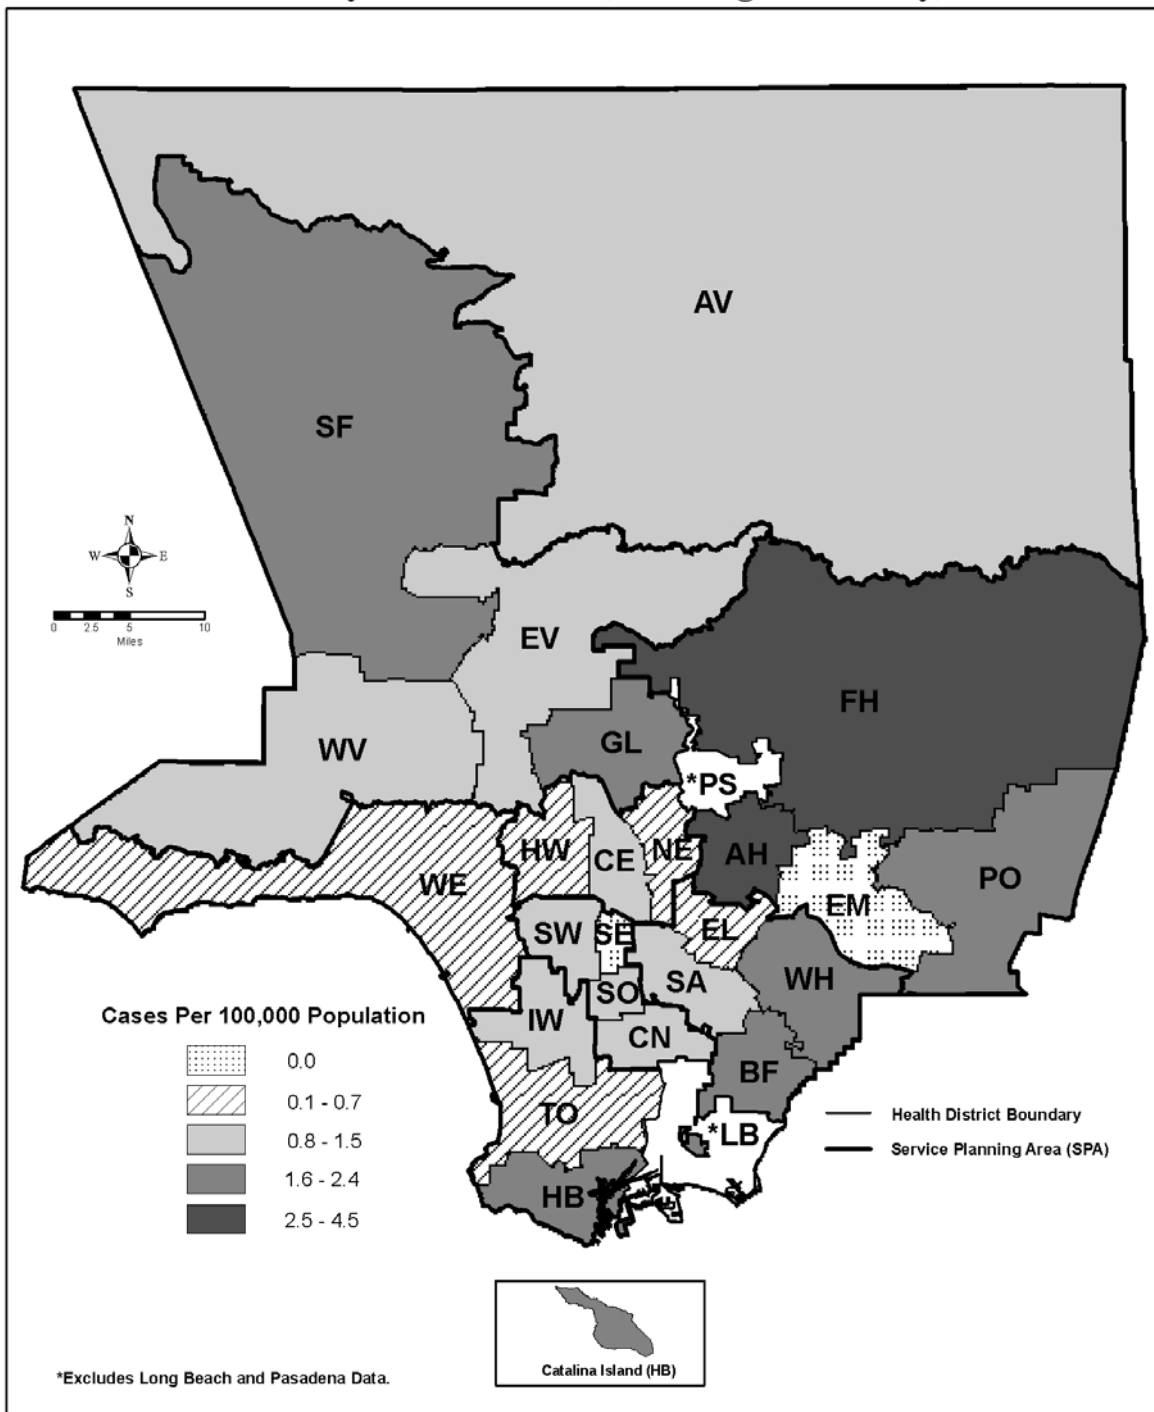 AV
SF
N
W E
S
0 2.5 5 10
Miles
EV
FH
GL
WV
*PS
HW
CE
NE
AH
WE
PO
EM
SW
SE
EL
SA
WH
SO
IW
CN
BF
TO
*LB
HB
Cases Per 100,000 Population
0.0
0.1 - 0.7
0.8 - 1.5
1.6 - 2.4
2.5 - 4.5
Health District Boundary
Service Planning Area (SPA)
Catalina Island (HB)
*Excludes Long Beach and Pasadena Data.